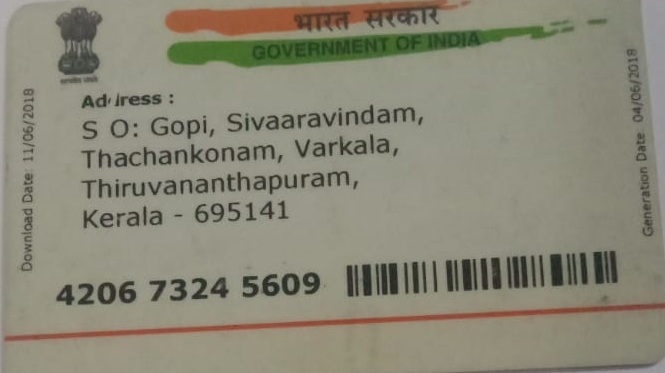 भारत सरकार
GOVERNMENT OF INDIA
Address :
S O: Gopi, Sivaaravindam,
Thachankonam, Varkala,
Thiruvananthapuram,
Kerala - 695141
4206 7324 5609
Download Date: 11/06/2018
Generation Date 04/06/2018